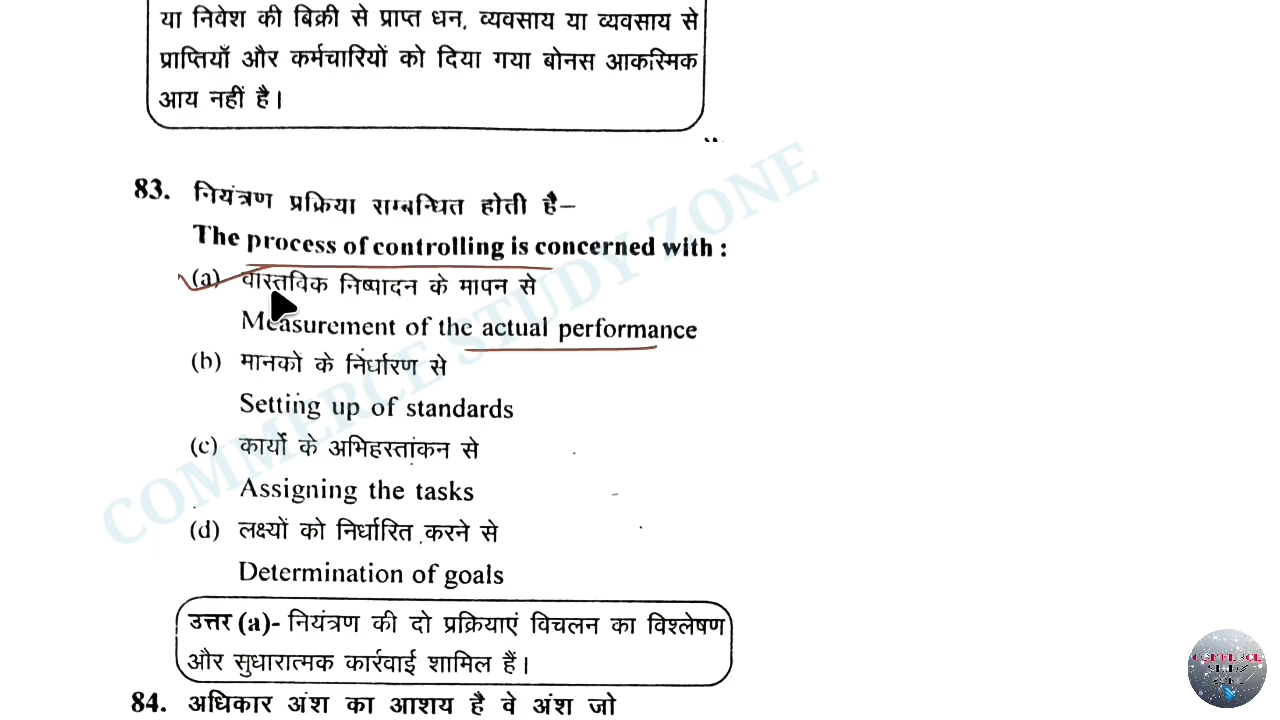 या निवेश की बिक्री से प्राप्त धन, व्यवसाय या व्यवसाय से
प्राप्तियाँ और कर्मचारियों को दिया गया बोनस आकस्मिक
आय नहीं है।
83. नियंत्रण प्रक्रिया सम्बन्धित होती है–
The process of controlling is concerned with :
(a) वास्तविक निष्पादन के मापन से
Measurement of the actual performance
(b) मानकों के निर्धारण से
Setting up of standards
(c) कार्यों के अभिहस्तांकन से
Assigning the tasks
(d) लक्ष्यों को निर्धारित करने से
Determination of goals
उत्तर (a)- नियंत्रण की दो प्रक्रियाएं विचलन का विश्लेषण
और सुधारात्मक कार्रवाई शामिल हैं।
84. अधिकार अंश का आशय है वे अंश जो
COMMERCE STUDY ZONE
COMMERCE
STUDY
ZONE